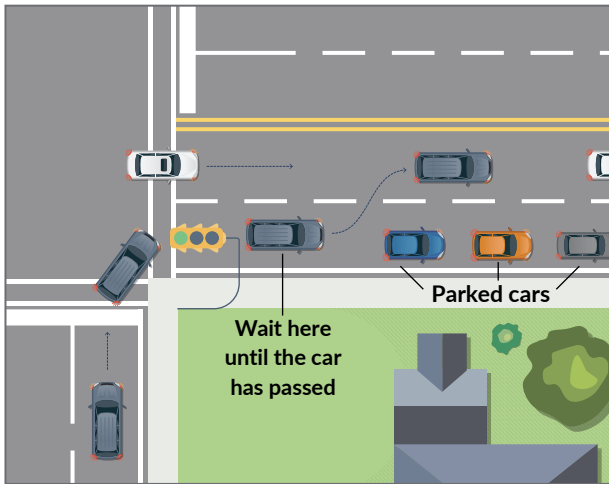 Parked cars
Wait here
until the car
has passed